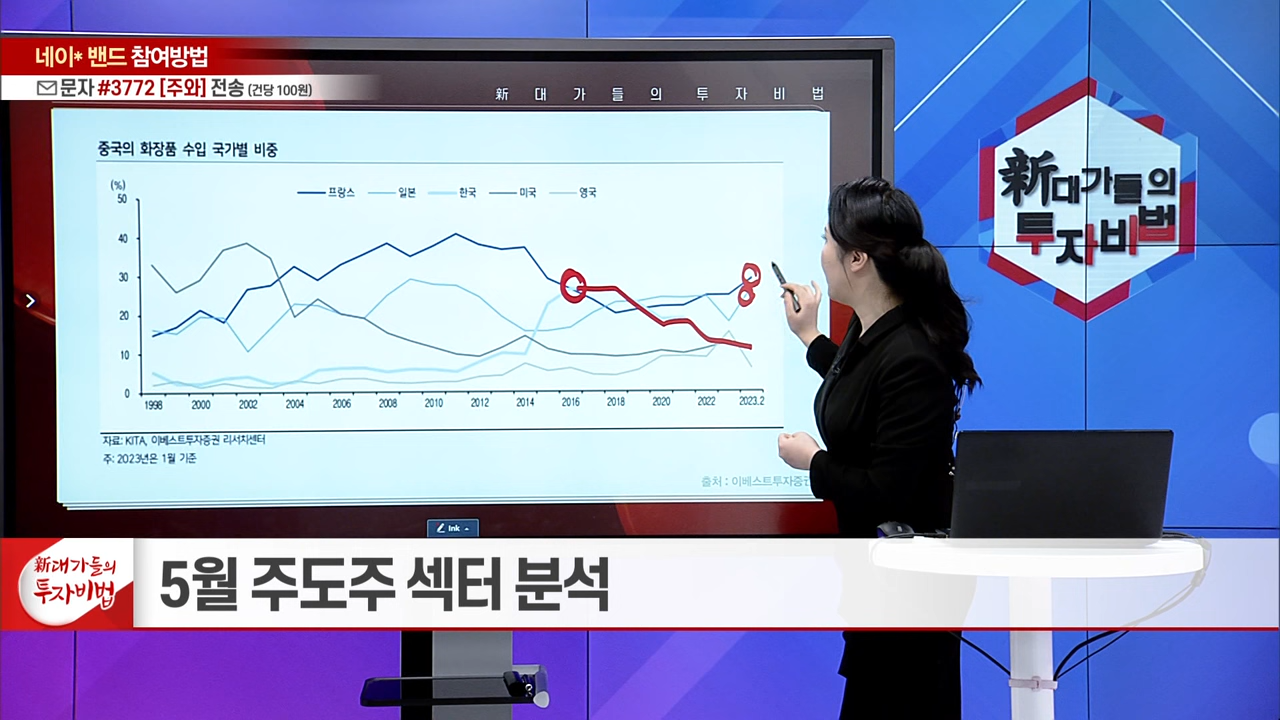 네이* 밴드 참여방법
문자 #3772 [주와] 전송 (건당 100원)
新 대 가 들 의 투 자 비 법
중국의 화장품 수입 국가별 비중
(%)
프랑스 일본 한국 미국 영국
50
40
30
20
10
0
1998 2000 2002 2004 2006 2008 2010 2012 2014 2016 2018 2020 2022 2023.2
자료: KITA, 이베스트투자증권 리서치센터
주: 2023년은 1월 기준
출처 : 이베스트투자증권
Ink
新대가들의
투자비법
新대가들의
투자비법
5월 주도주 섹터 분석